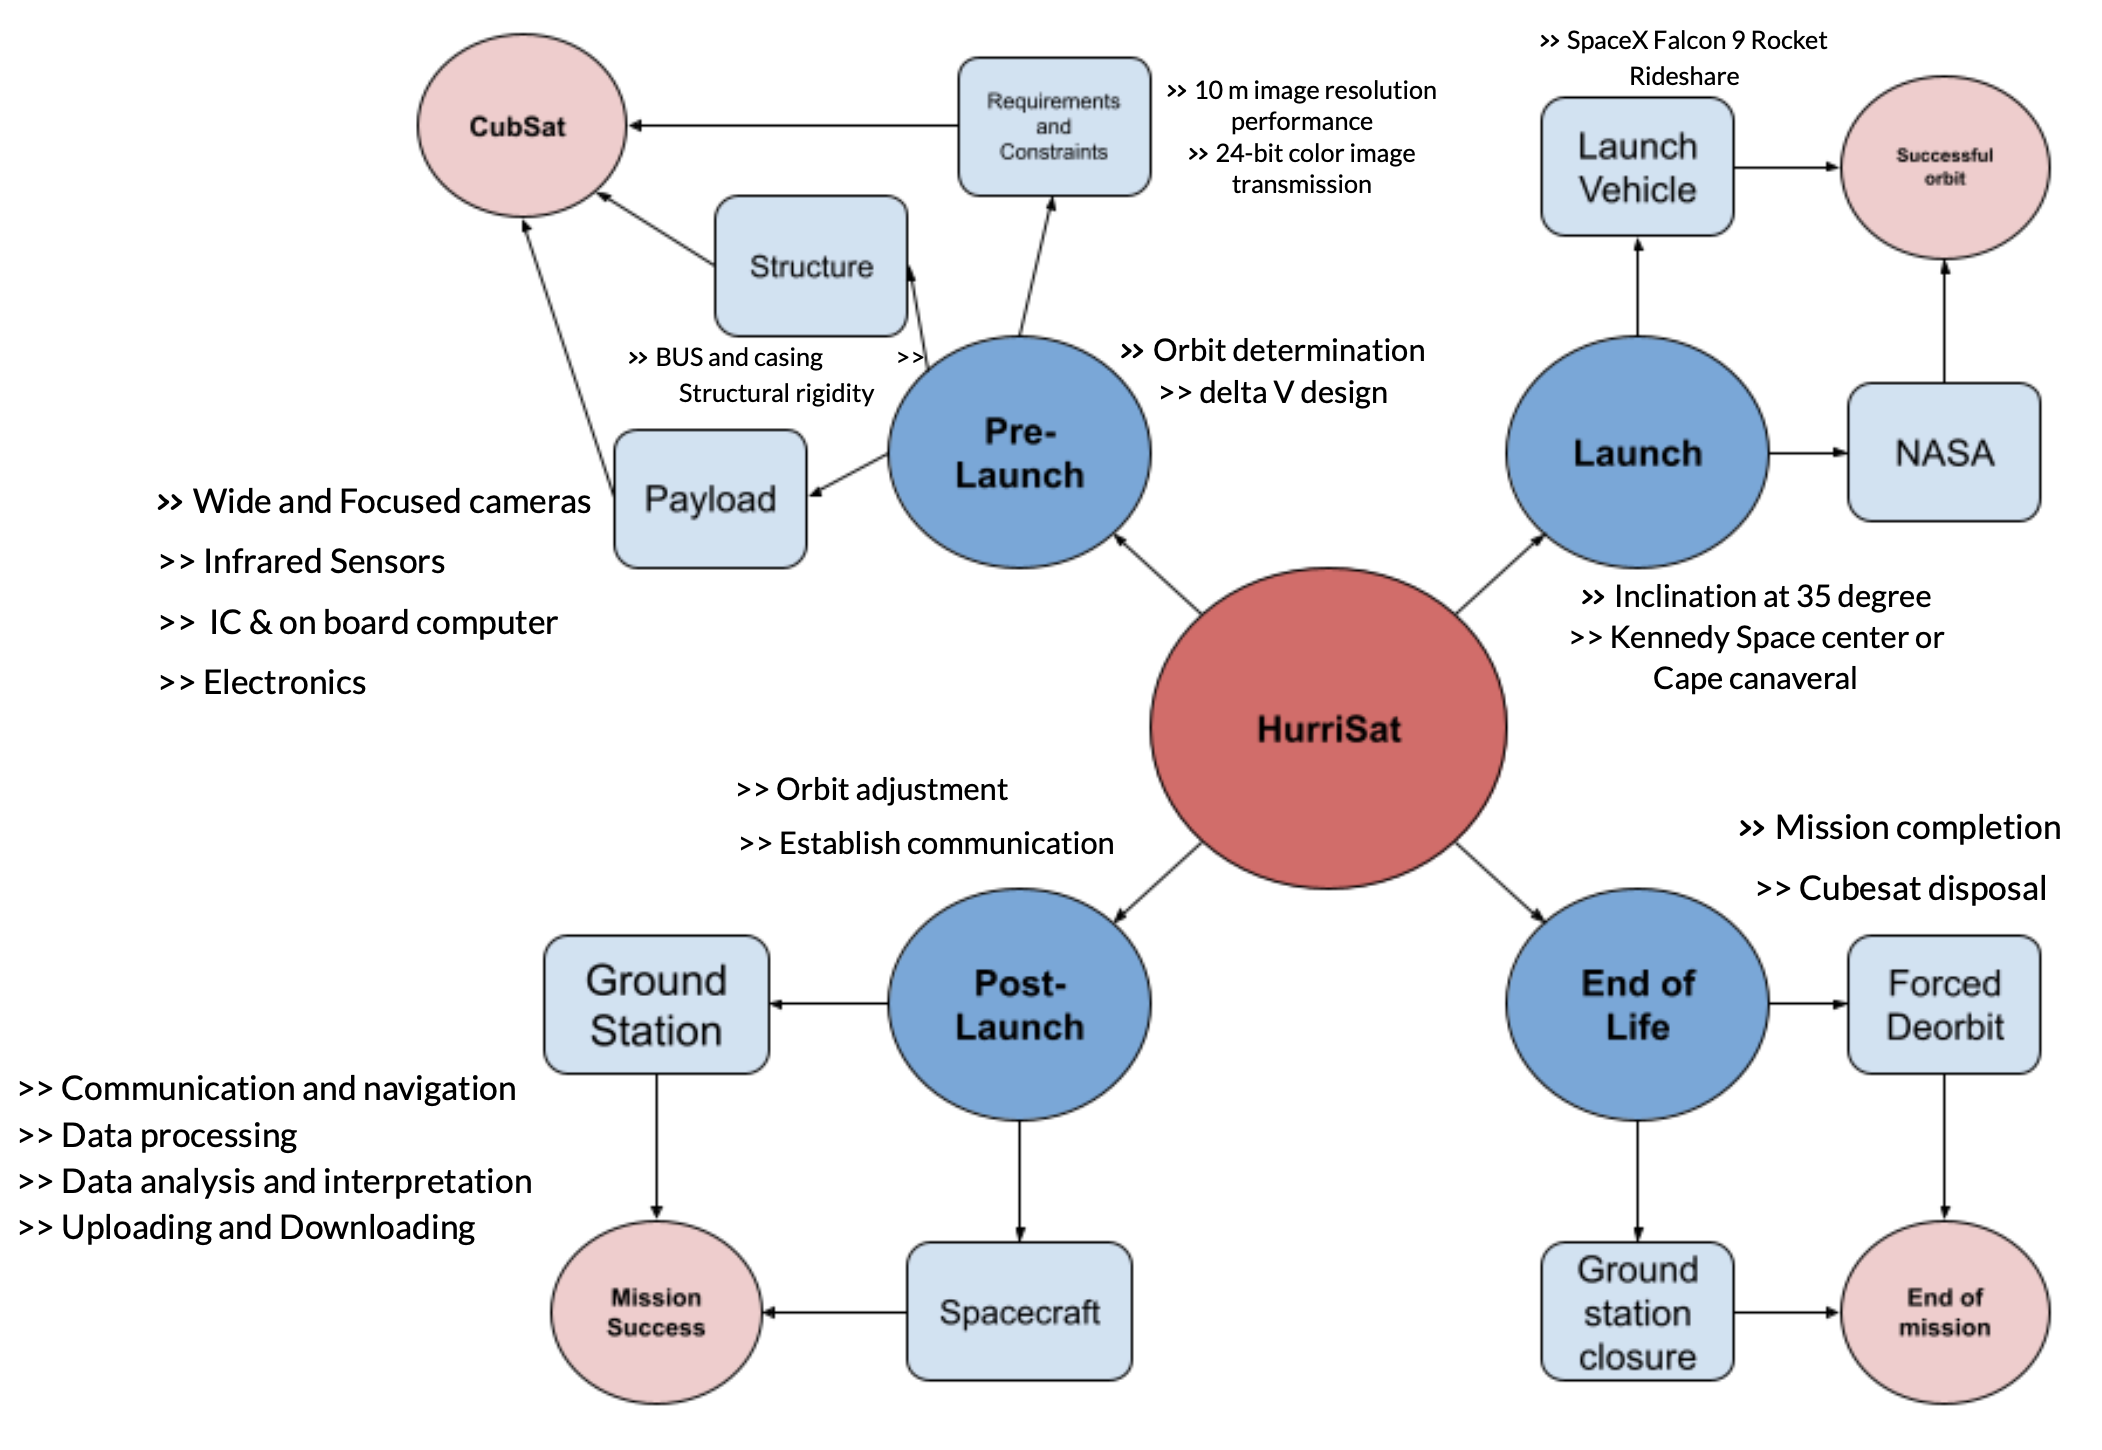 CubSat
Requirements
and
Constraints
>> 10 m image resolution
performance
>> 24-bit color image
transmission
Structure
>> BUS and casing >>
Structural rigidity
Payload
>> Wide and Focused cameras
>> Infrared Sensors
>> IC & on board computer
>> Electronics
Pre-
Launch
>> Orbit determination
>> delta V design
>> SpaceX Falcon 9 Rocket
Rideshare
Launch
Vehicle
Successful
orbit
Launch
NASA
>> Inclination at 35 degree
>> Kennedy Space center or
Cape canaveral
HurriSat
>> Orbit adjustment
>> Establish communication
Post-
Launch
Ground
Station
>> Communication and navigation
>> Data processing
>> Data analysis and interpretation
>> Uploading and Downloading
Mission
Success
Spacecraft
>> Mission completion
>> Cubesat disposal
End of
Life
Forced
Deorbit
Ground
station
closure
End of
mission